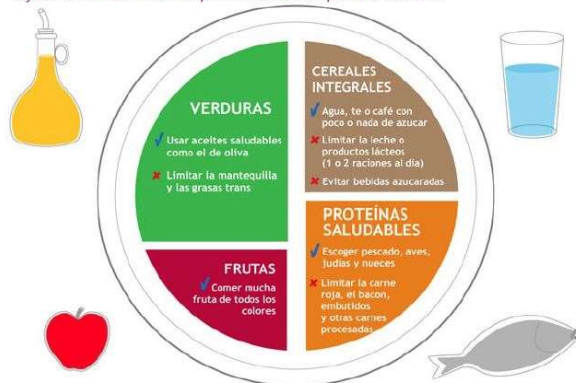 VERDURAS
✔ Usar aceites saludables
como el de oliva
✘ Limitar la mantequilla
y las grasas trans
CEREALES
INTEGRALES
✔ Agua, te o café con
poco o nada de azucar
✘ Limitar la leche o
productos lácteos
(1 o 2 raciones al día)
✘ Evitar bebidas azucaradas
FRUTAS
✔ Comer mucha
fruta de todos los
colores
PROTEÍNAS
SALUDABLES
✔ Escoger pescado, aves,
judías y nueces
✘ Limitar la carne
roja, el bacon,
embutidos
y otras carnes
procesadas